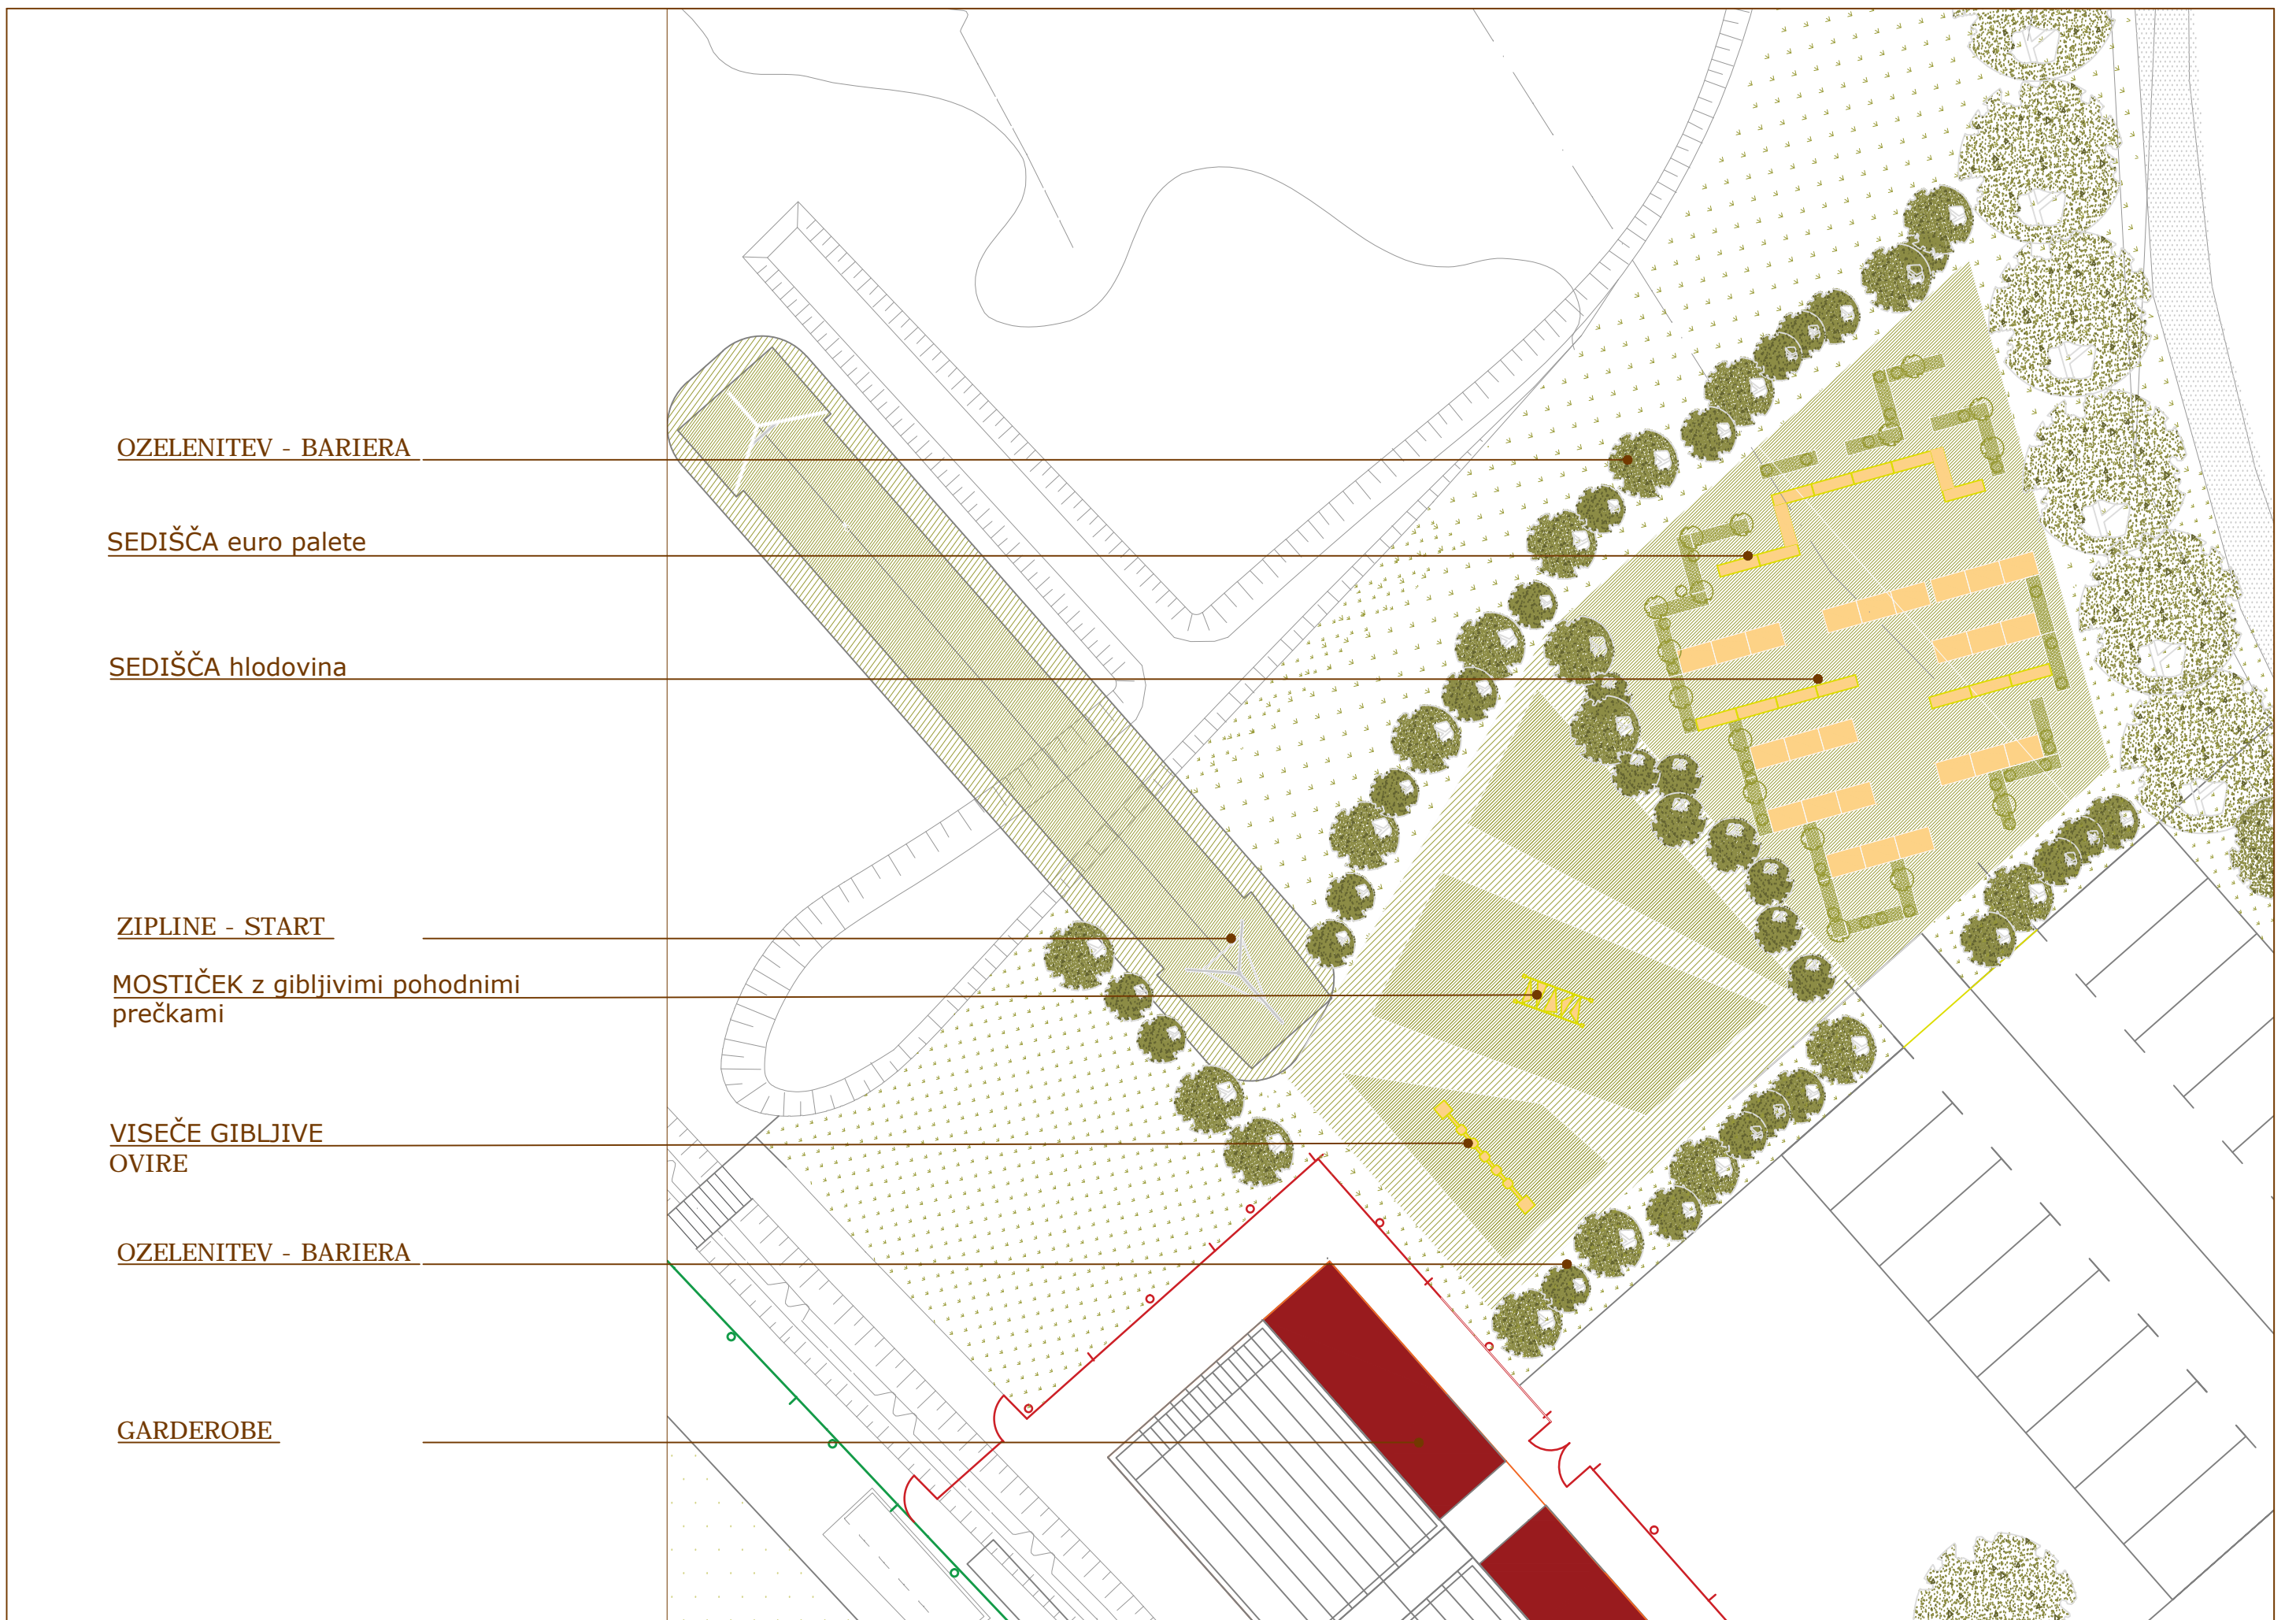 OZELENITEV - BARIERA
SEDIŠČA euro palete
SEDIŠČA hlodovina
ZIPLINE - START
MOSTIČEK z gibljivimi pohodnimi
prečkami
VISEČE GIBLJIVE
OVIRE
OZELENITEV - BARIERA
GARDEROBE